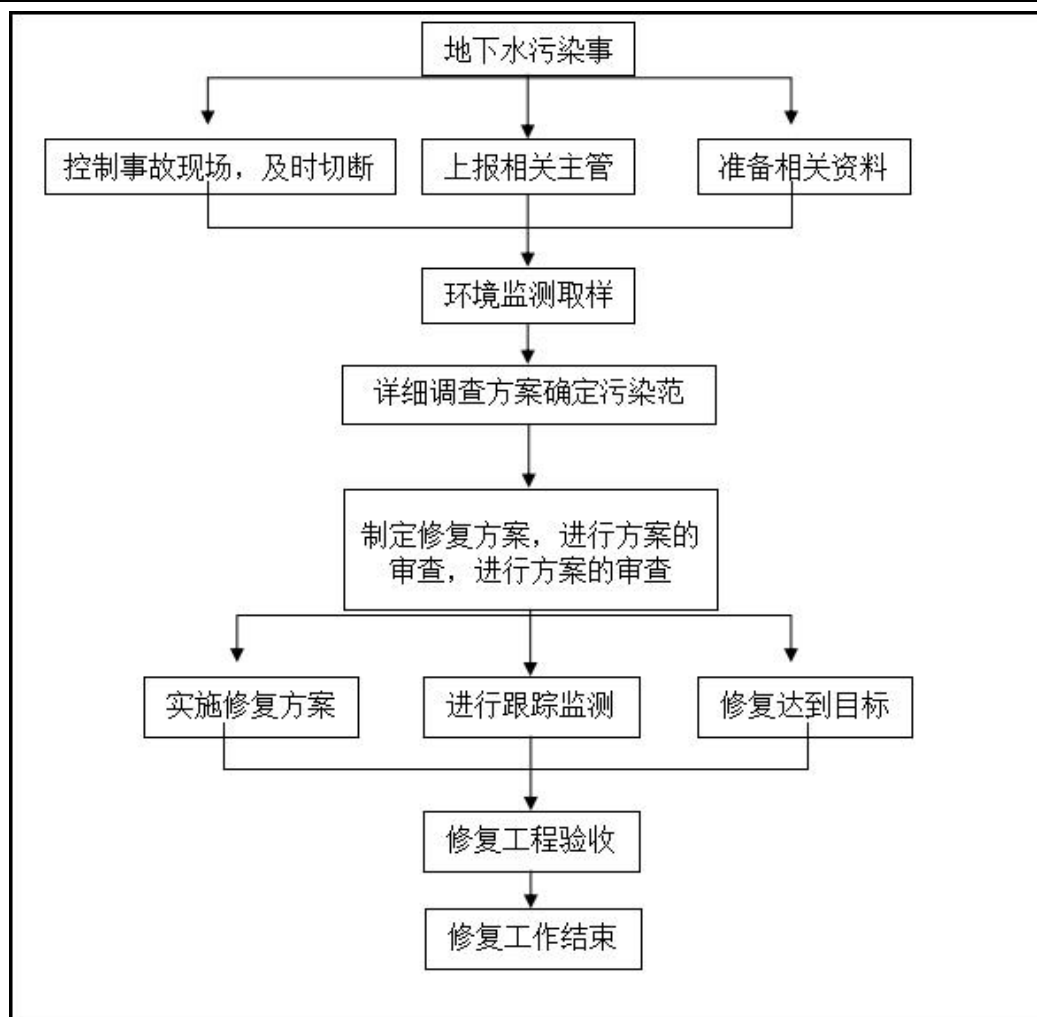 地下水污染事
控制事故现场，及时切断
上报相关主管
准备相关资料
环境监测取样
详细调查方案确定污染范
制定修复方案，进行方案的
审查，进行方案的审查
实施修复方案
进行跟踪监测
修复达到目标
修复工程验收
修复工作结束